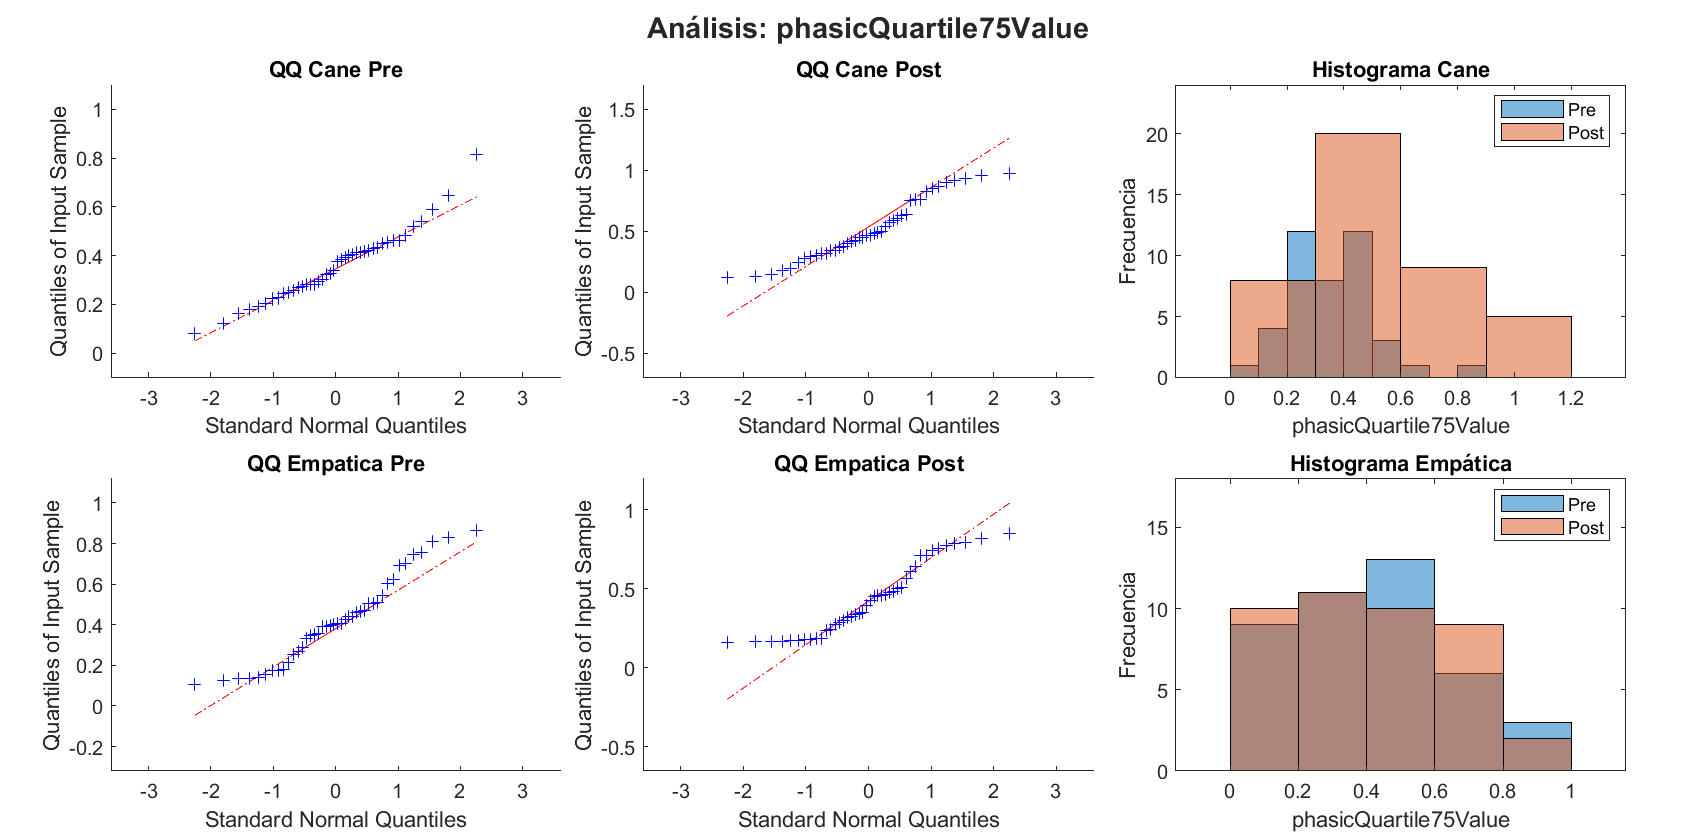 Análisis: phasicQuartile75Value
QQ Cane Pre
Quantiles of Input Sample
1
0.8
0.6
0.4
0.2
0
-3 -2 -1 0 1 2 3
Standard Normal Quantiles
QQ Cane Post
Quantiles of Input Sample
1.5
1
0.5
0
-0.5
-3 -2 -1 0 1 2 3
Standard Normal Quantiles
Histograma Cane
Pre
Post
Frecuencia
20
15
10
5
0
0 0.2 0.4 0.6 0.8 1 1.2
phasicQuartile75Value
QQ Empatica Pre
Quantiles of Input Sample
1
0.8
0.6
0.4
0.2
0
-0.2
-3 -2 -1 0 1 2 3
Standard Normal Quantiles
QQ Empatica Post
Quantiles of Input Sample
1
0.5
0
-0.5
-3 -2 -1 0 1 2 3
Standard Normal Quantiles
Histograma Empática
Pre
Post
Frecuencia
15
10
5
0
0 0.2 0.4 0.6 0.8 1
phasicQuartile75Value